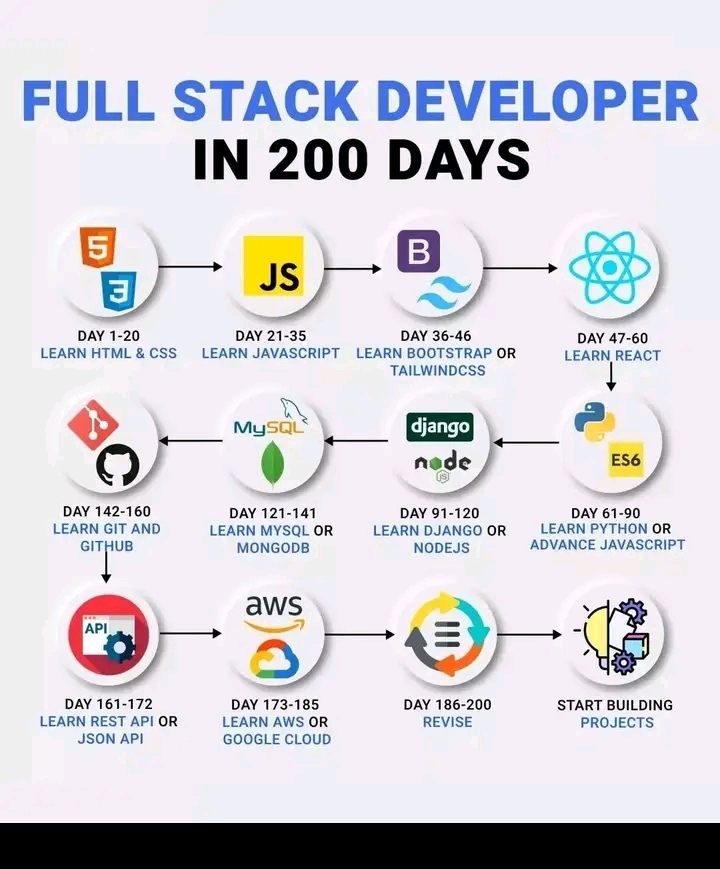 FULL STACK DEVELOPER
IN 200 DAYS
5
3
DAY 1-20
LEARN HTML & CSS
JS
DAY 21-35
LEARN JAVASCRIPT
B
DAY 36-46
LEARN BOOTSTRAP OR
TAILWINDCSS
DAY 47-60
LEARN REACT
ES6
DAY 61-90
LEARN PYTHON OR
ADVANCE JAVASCRIPT
django
node
JS
DAY 91-120
LEARN DJANGO OR
NODEJS
MySQL
DAY 121-141
LEARN MYSQL OR
MONGODB
DAY 142-160
LEARN GIT AND
GITHUB
API
DAY 161-172
LEARN REST API OR
JSON API
aws
DAY 173-185
LEARN AWS OR
GOOGLE CLOUD
DAY 186-200
REVISE
START BUILDING
PROJECTS